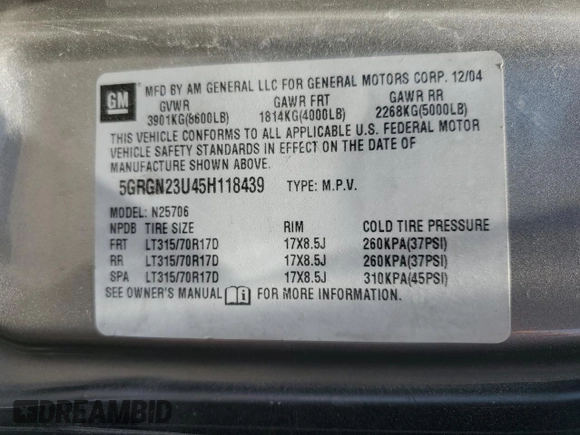 GM
MFD BY AM GENERAL LLC FOR GENERAL MOTORS CORP. 12/04
GVWR GAWR FRT GAWR RR
3901KG(8600LB) 1814KG(4000LB) 2268KG(5000LB)
THIS VEHICLE CONFORMS TO ALL APPLICABLE U.S. FEDERAL MOTOR
VEHICLE SAFETY STANDARDS IN EFFECT ON THE DATE OF
MANUFACTURE SHOWN ABOVE.
5GRGN23U45H118439 TYPE: M.P.V.
MODEL: N25706
NPDB TIRE SIZE RIM COLD TIRE PRESSURE
FRT LT315/70R17D 17X8.5J 260KPA(37PSI)
RR LT315/70R17D 17X8.5J 260KPA(37PSI)
SPA LT315/70R17D 17X8.5J 310KPA(45PSI)
SEE OWNER'S MANUAL i FOR MORE INFORMATION.
DREAMBID